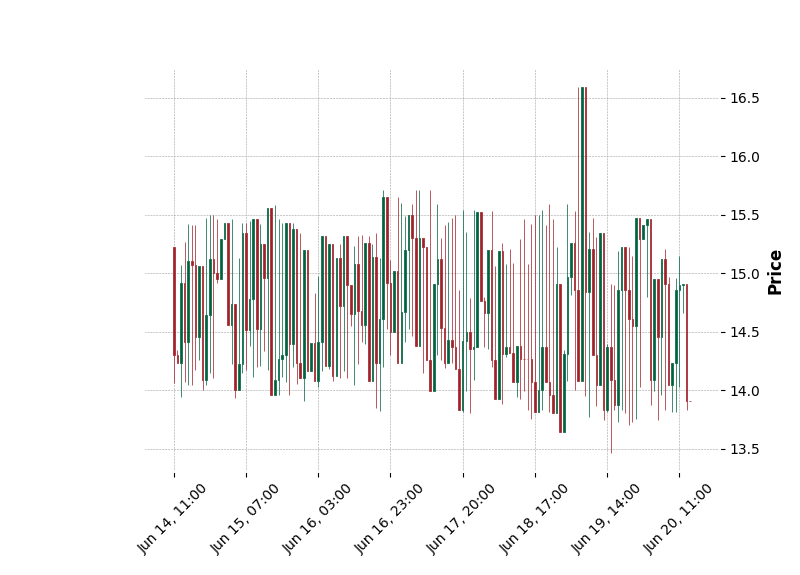 16.5
16.0
15.5
15.0
14.5
14.0
13.5
Price
Jun 14, 11:00
Jun 15, 07:00
Jun 16, 03:00
Jun 16, 23:00
Jun 17, 20:00
Jun 18, 17:00
Jun 19, 14:00
Jun 20, 11:00